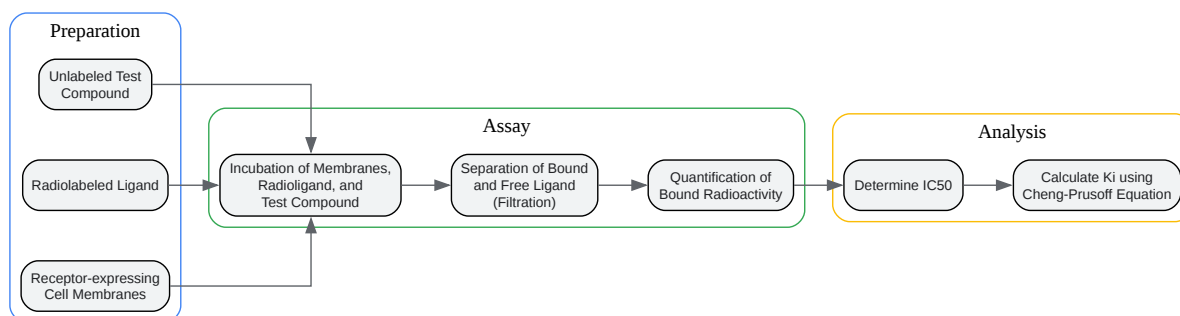 Preparation
Unlabeled Test
Compound
Radiolabeled Ligand
Receptor-expressing
Cell Membranes
Assay
Incubation of Membranes,
Radioligand, and
Test Compound
Separation of Bound
and Free Ligand
(Filtration)
Quantification of
Bound Radioactivity
Analysis
Determine IC50
Calculate Ki using
Cheng-Prusoff Equation